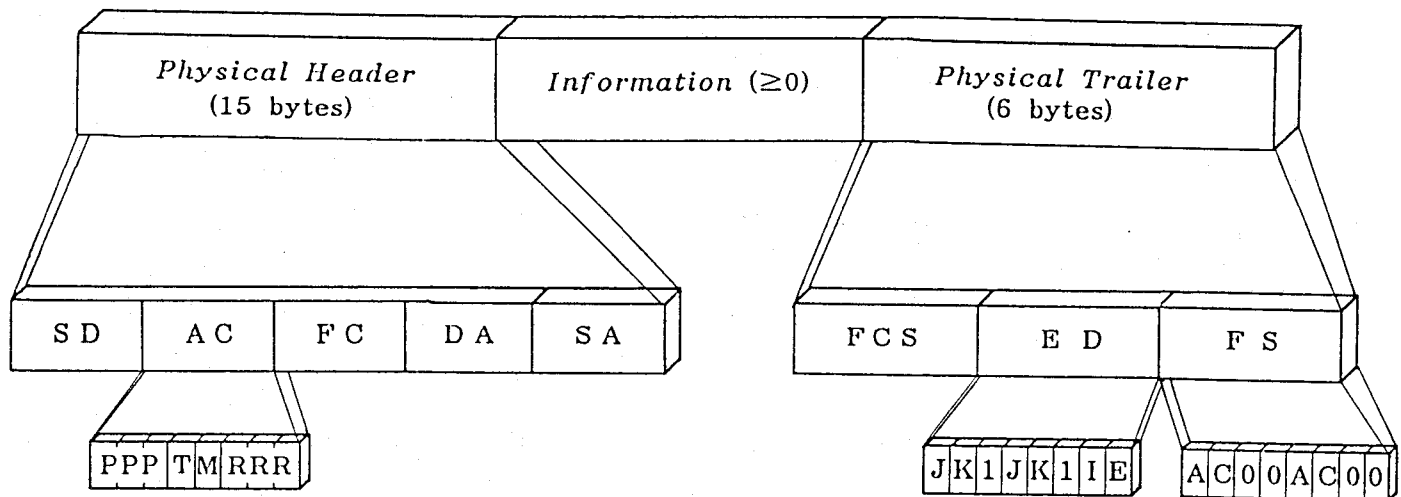 Physical Header
(15 bytes)
Information (≥0)
Physical Trailer
(6 bytes)
SD AC FC DA SA
FCS ED FS
PPPTMRRR
JK1JK1IE
AC00AC00